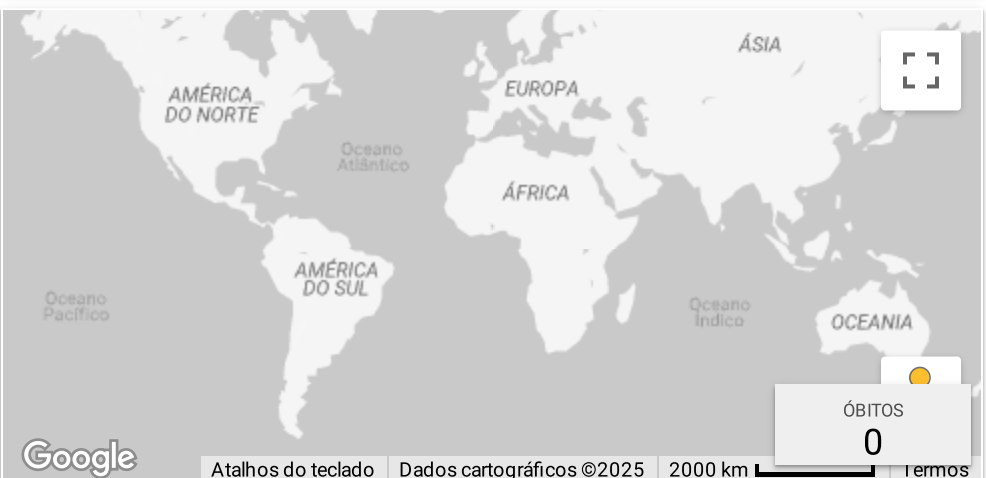 ÁSIA
EUROPA
AMÉRICA
DO NORTE
Oceano
Atlântico
ÁFRICA
AMÉRICA
DO SUL
Oceano
Pacífico
Oceano
Índico
OCEANIA
ÓBITOS
0
Google
Atalhos do teclado
Dados cartográficos ©2025
2000 km
Termos